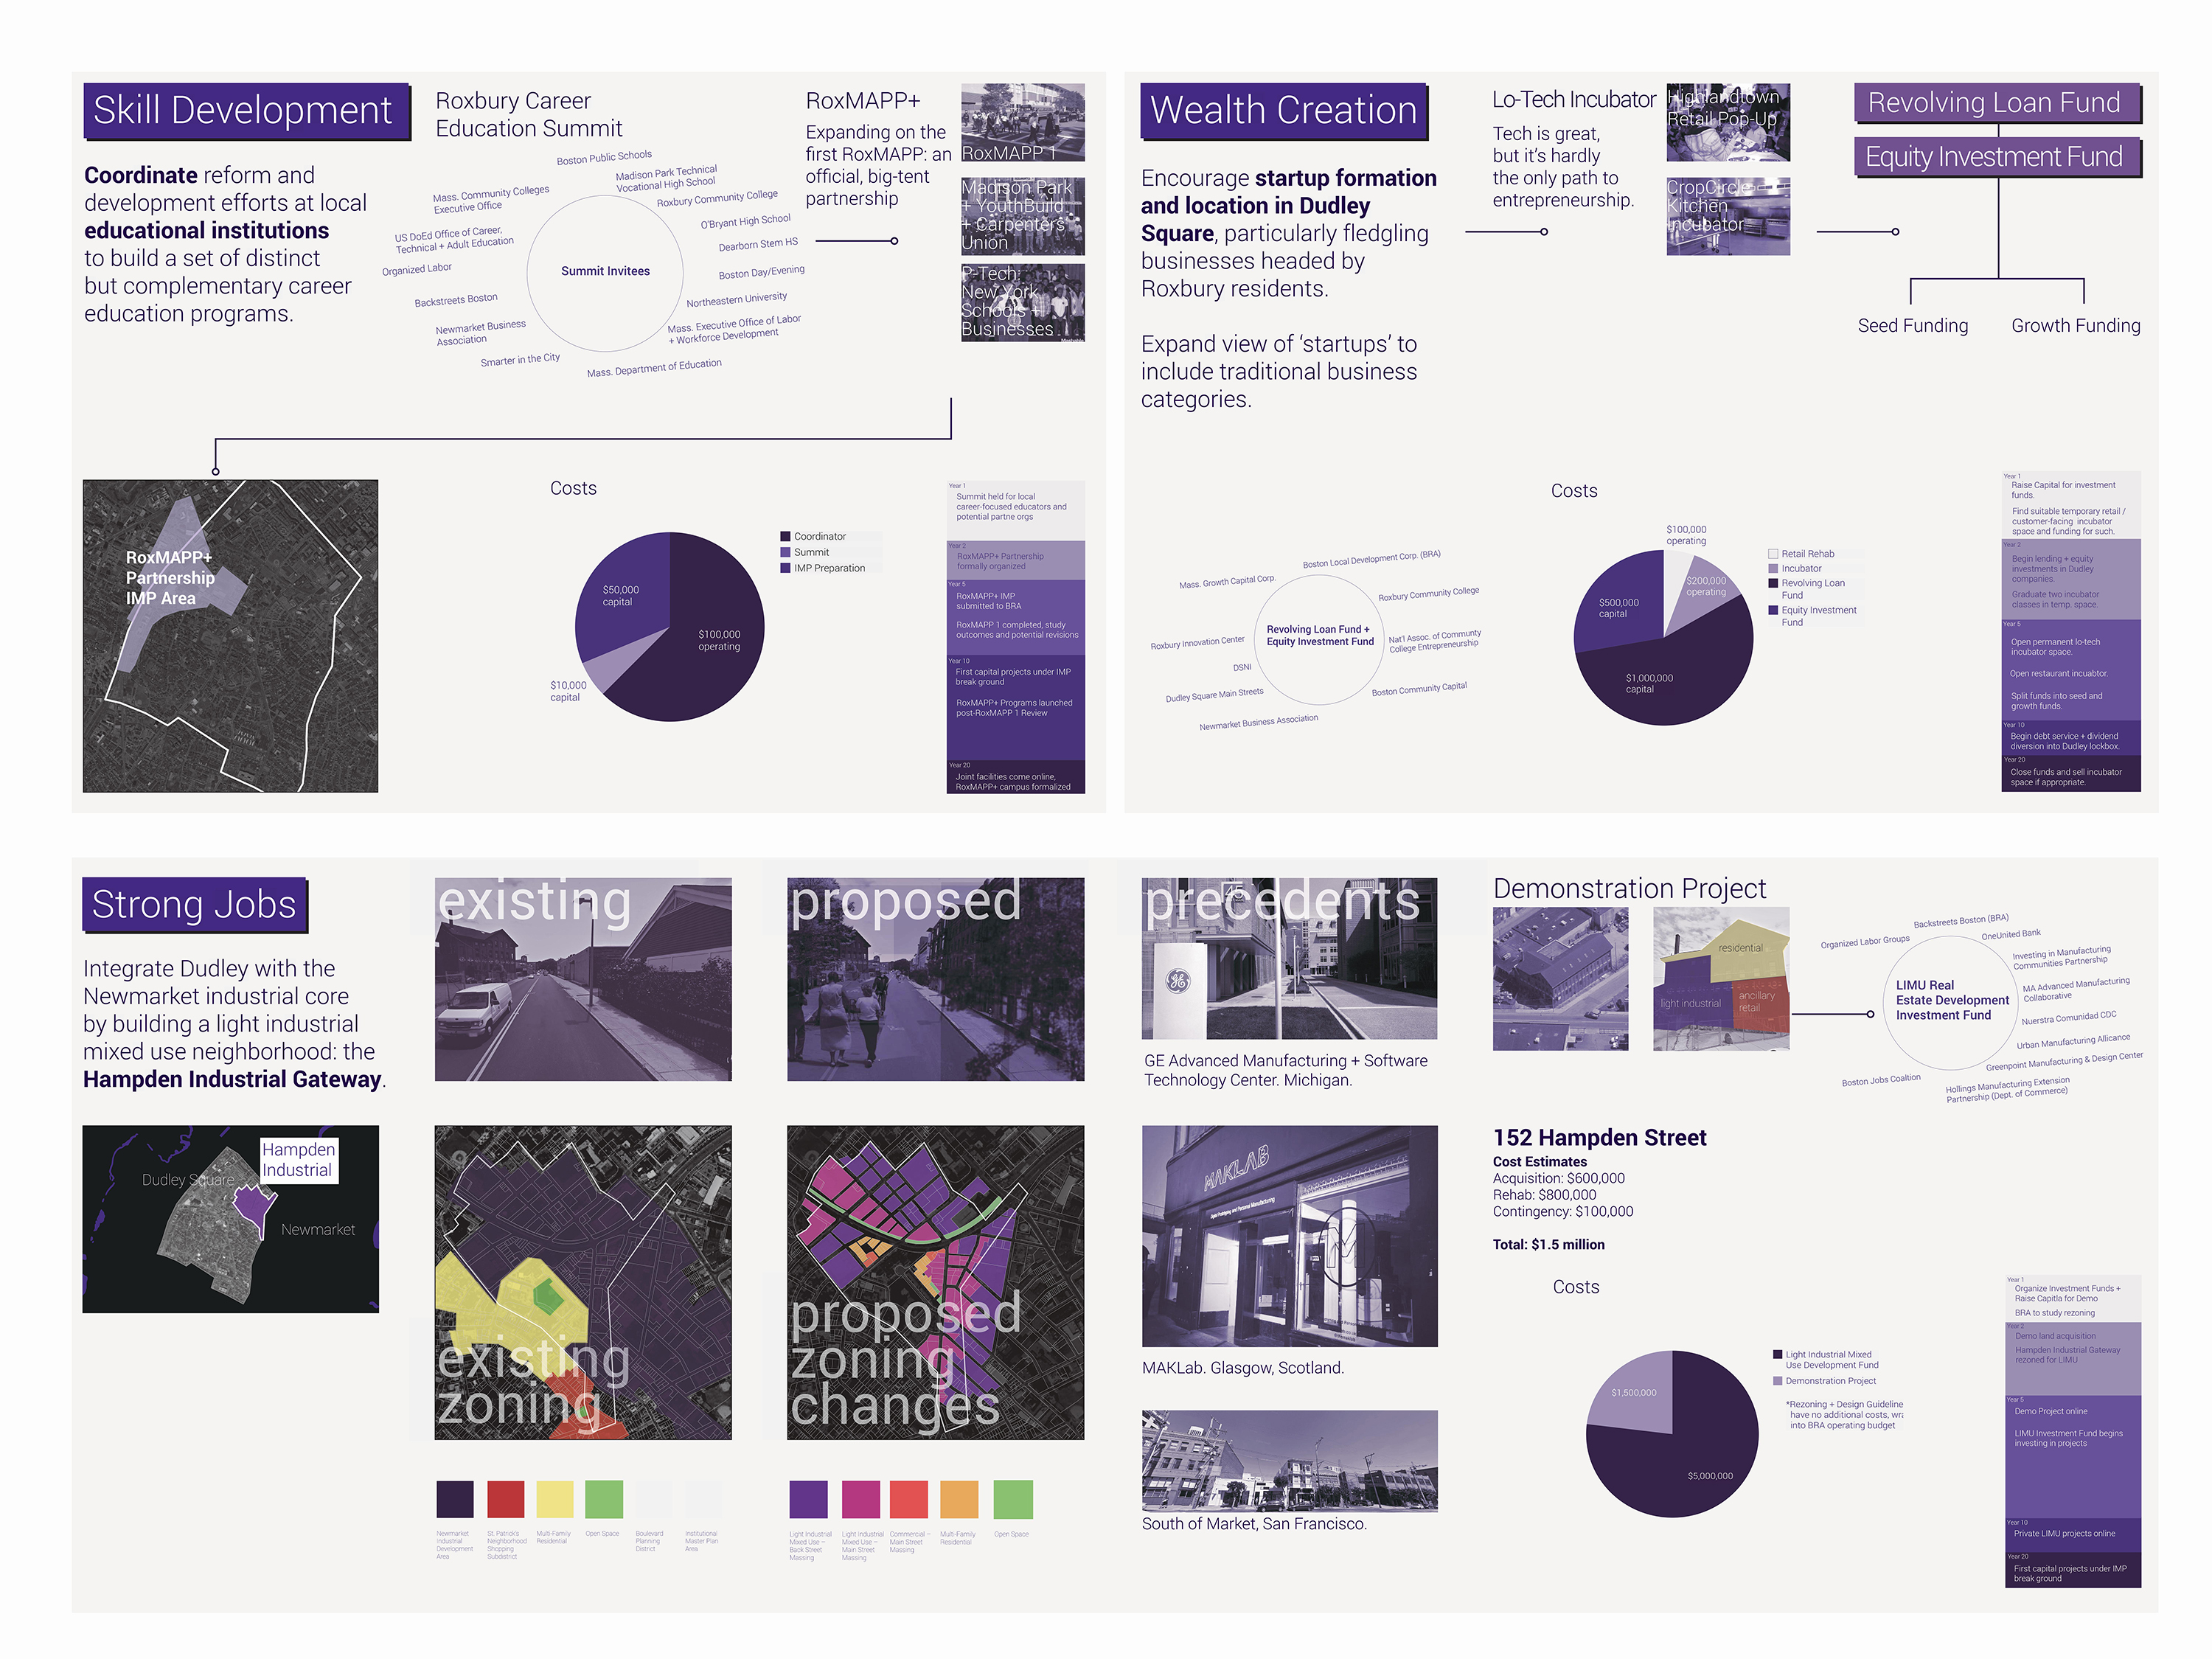 Skill Development
Coordinate reform and
development efforts at local
educational institutions
to build a set of distinct
but complementary career
education programs.
Roxbury Career
Education Summit
Boston Public Schools
Madison Park Technical
Vocational High School
Mass. Community Colleges
Executive Office
Roxbury Community College
O'Bryant High School
US DoEd Office of Career,
Technical + Adult Education
Dearborn Stem HS
Organized Labor
Summit Invitees
Boston Day/Evening
Backstreets Boston
Northeastern University
Newmarket Business
Association
Mass. Executive Office of Labor
+ Workforce Development
Smarter in the City
Mass. Department of Education
RoxMAPP+
Expanding on the
first RoxMAPP: an
official, big-tent
partnership
RoxMAPP 1
Madison Park
+ YouthBuild
+ Carpenters
Union
P-Tech:
New York
Schools +
Businesses
RoxMAPP+
Partnership
IMP Area
Costs
$50,000
capital
$100,000
operating
$10,000
capital
Coordinator
Summit
IMP Preparation
Year 1
Summit held for local
career-focused educators and
potential partne orgs
Year 2
RoxMAPP+ Partnership
formally organized
Year 5
RoxMAPP+ IMP
submitted to BRA
RoxMAPP 1 completed, study
outcomes and potential revisions
Year 10
First capital projects under IMP
break ground
RoxMAPP+ Programs launched
post-RoxMAPP 1 Review
Year 20
Joint facilities come online,
RoxMAPP+ campus formalized
Wealth Creation
Encourage startup formation
and location in Dudley
Square, particularly fledgling
businesses headed by
Roxbury residents.
Expand view of ‘startups’ to
include traditional business
categories.
Lo-Tech Incubator
Tech is great,
but it’s hardly
the only path to
entrepreneurship.
Highlandtown
Retail Pop-Up
CropCircle
Kitchen
Incubator
Revolving Loan Fund
Equity Investment Fund
Seed Funding
Growth Funding
Boston Local Development Corp. (BRA)
Mass. Growth Capital Corp.
Roxbury Community College
Revolving Loan Fund +
Equity Investment Fund
Roxbury Innovation Center
Nat'l Assoc. of Communty
College Entrepreneurship
DSNI
Dudley Square Main Streets
Boston Community Capital
Newmarket Business Association
Costs
$100,000
operating
$200,000
operating
$500,000
capital
$1,000,000
capital
Retail Rehab
Incubator
Revolving Loan
Fund
Equity Investment
Fund
Year 1
Raise Capital for investment
funds.
Find suitable temporary retail /
customer-facing incubator
space and funding for such.
Year 2
Begin lending + equity
investments in Dudley
companies.
Graduate two incubator
classes in temp. space.
Year 5
Open permanent lo-tech
incubator space.
Open restaurant incuabtor.
Split funds into seed and
growth funds.
Year 10
Begin debt service + dividend
diversion into Dudley lockbox.
Year 20
Close funds and sell incubator
space if appropriate.
Strong Jobs
Integrate Dudley with the
Newmarket industrial core
by building a light industrial
mixed use neighborhood: the
Hampden Industrial Gateway.
Hampden
Industrial
Dudley Square
Newmarket
existing
proposed
existing
zoning
proposed
zoning
changes
Newmarket
Industrial
Development
Area
St. Patrick's
Neighborhood
Shopping
Subdistrict
Multi-Family
Residential
Open Space
Boulevard
Planning
District
Institutional
Master Plan
Area
Light Industrial
Mixed Use –
Back Street
Massing
Light Industrial
Mixed Use –
Main Street
Massing
Commercial –
Main Street
Massing
Multi-Family
Residential
Open Space
precedents
45
GE
GE Advanced Manufacturing + Software
Technology Center. Michigan.
MAKLAB
MAKLab. Glasgow, Scotland.
South of Market, San Francisco.
Demonstration Project
residential
light industrial
ancillary
retail
Backstreets Boston (BRA)
Organized Labor Groups
OneUnited Bank
Investing in Manufacturing
Communities Partnership
LIMU Real
Estate Development
Investment Fund
MA Advanced Manufacturing
Collaborative
Nuerstra Comunidad CDC
Urban Manufacturing Allicance
Greenpoint Manufacturing & Design Center
Boston Jobs Coaltion
Hollings Manufacturing Extension
Partnership (Dept. of Commerce)
152 Hampden Street
Cost Estimates
Acquisition: $600,000
Rehab: $800,000
Contingency: $100,000
Total: $1.5 million
Costs
$1,500,000
$5,000,000
Light Industrial Mixed
Use Development Fund
Demonstration Project
*Rezoning + Design Guideline
have no additional costs, wra
into BRA operating budget
Year 1
Organize Investment Funds +
Raise Capitla for Demo
BRA to study rezoning
Year 2
Demo land acquisition
Hampden Industrial Gateway
rezoned for LIMU
Year 5
Demo Project online
LIMU Investment Fund begins
investing in projects
Year 10
Private LIMU projects online
Year 20
First capital projects under IMP
break ground